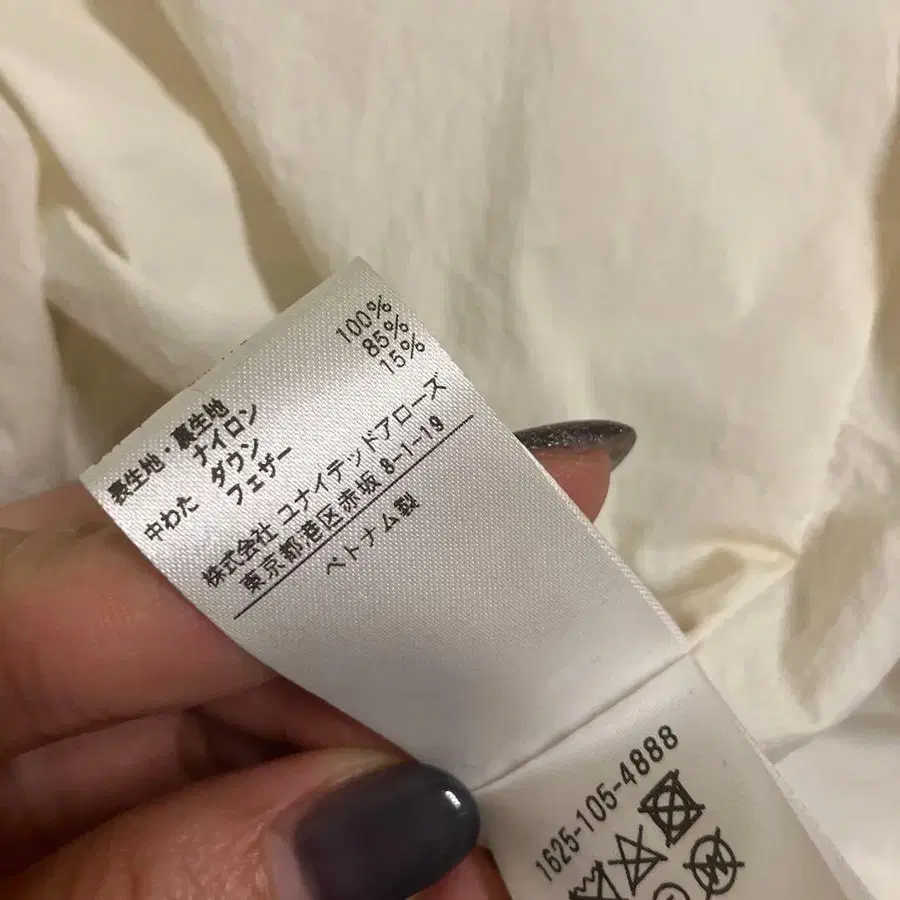 表生地・裏生地
ナイロン 100%
中わた ダウン 85%
フェザー 15%
株式会社 ユナイテッドアローズ
東京都港区赤坂 8-1-19
ベトナム製
1625-105-4888